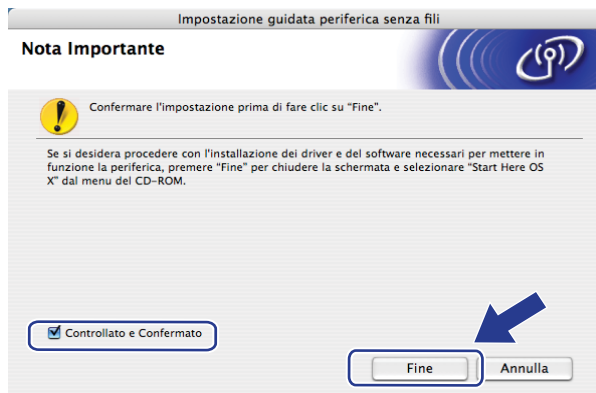 Impostazione guidata periferica senza fili
Nota Importante
Confermare l'impostazione prima di fare clic su “Fine”.
Se si desidera procedere con l'installazione dei driver e del software necessari per mettere in
funzione la periferica, premere “Fine” per chiudere la schermata e selezionare “Start Here OS
X” dal menu del CD-ROM.
Controllato e Confermato
Fine
Annulla